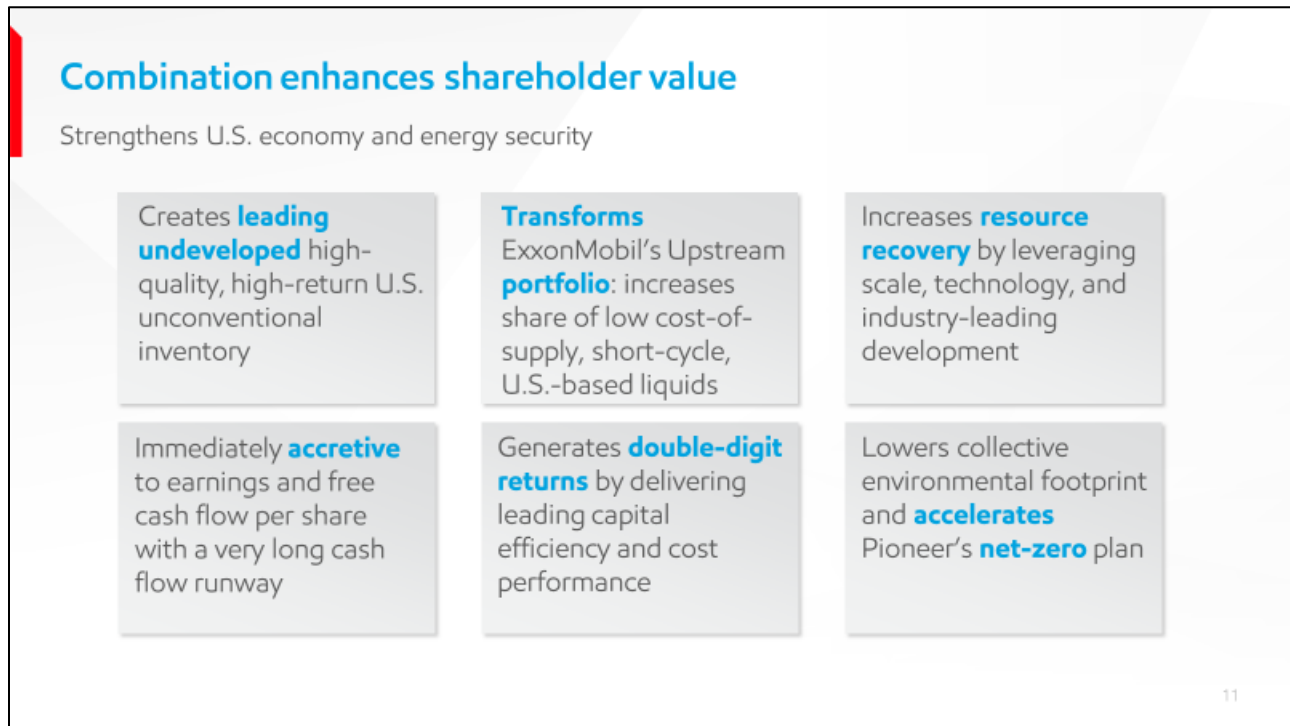 Combination enhances shareholder value
Strengthens U.S. economy and energy security
Creates leading
undeveloped high-
quality, high-return U.S.
unconventional
inventory
Transforms
ExxonMobil's Upstream
portfolio: increases
share of low cost-of-
supply, short-cycle,
U.S.-based liquids
Increases resource
recovery by leveraging
scale, technology, and
industry-leading
development
Immediately accretive
to earnings and free
cash flow per share
with a very long cash
flow runway
Generates double-digit
returns by delivering
leading capital
efficiency and cost
performance
Lowers collective
environmental footprint
and accelerates
Pioneer's net-zero plan
11